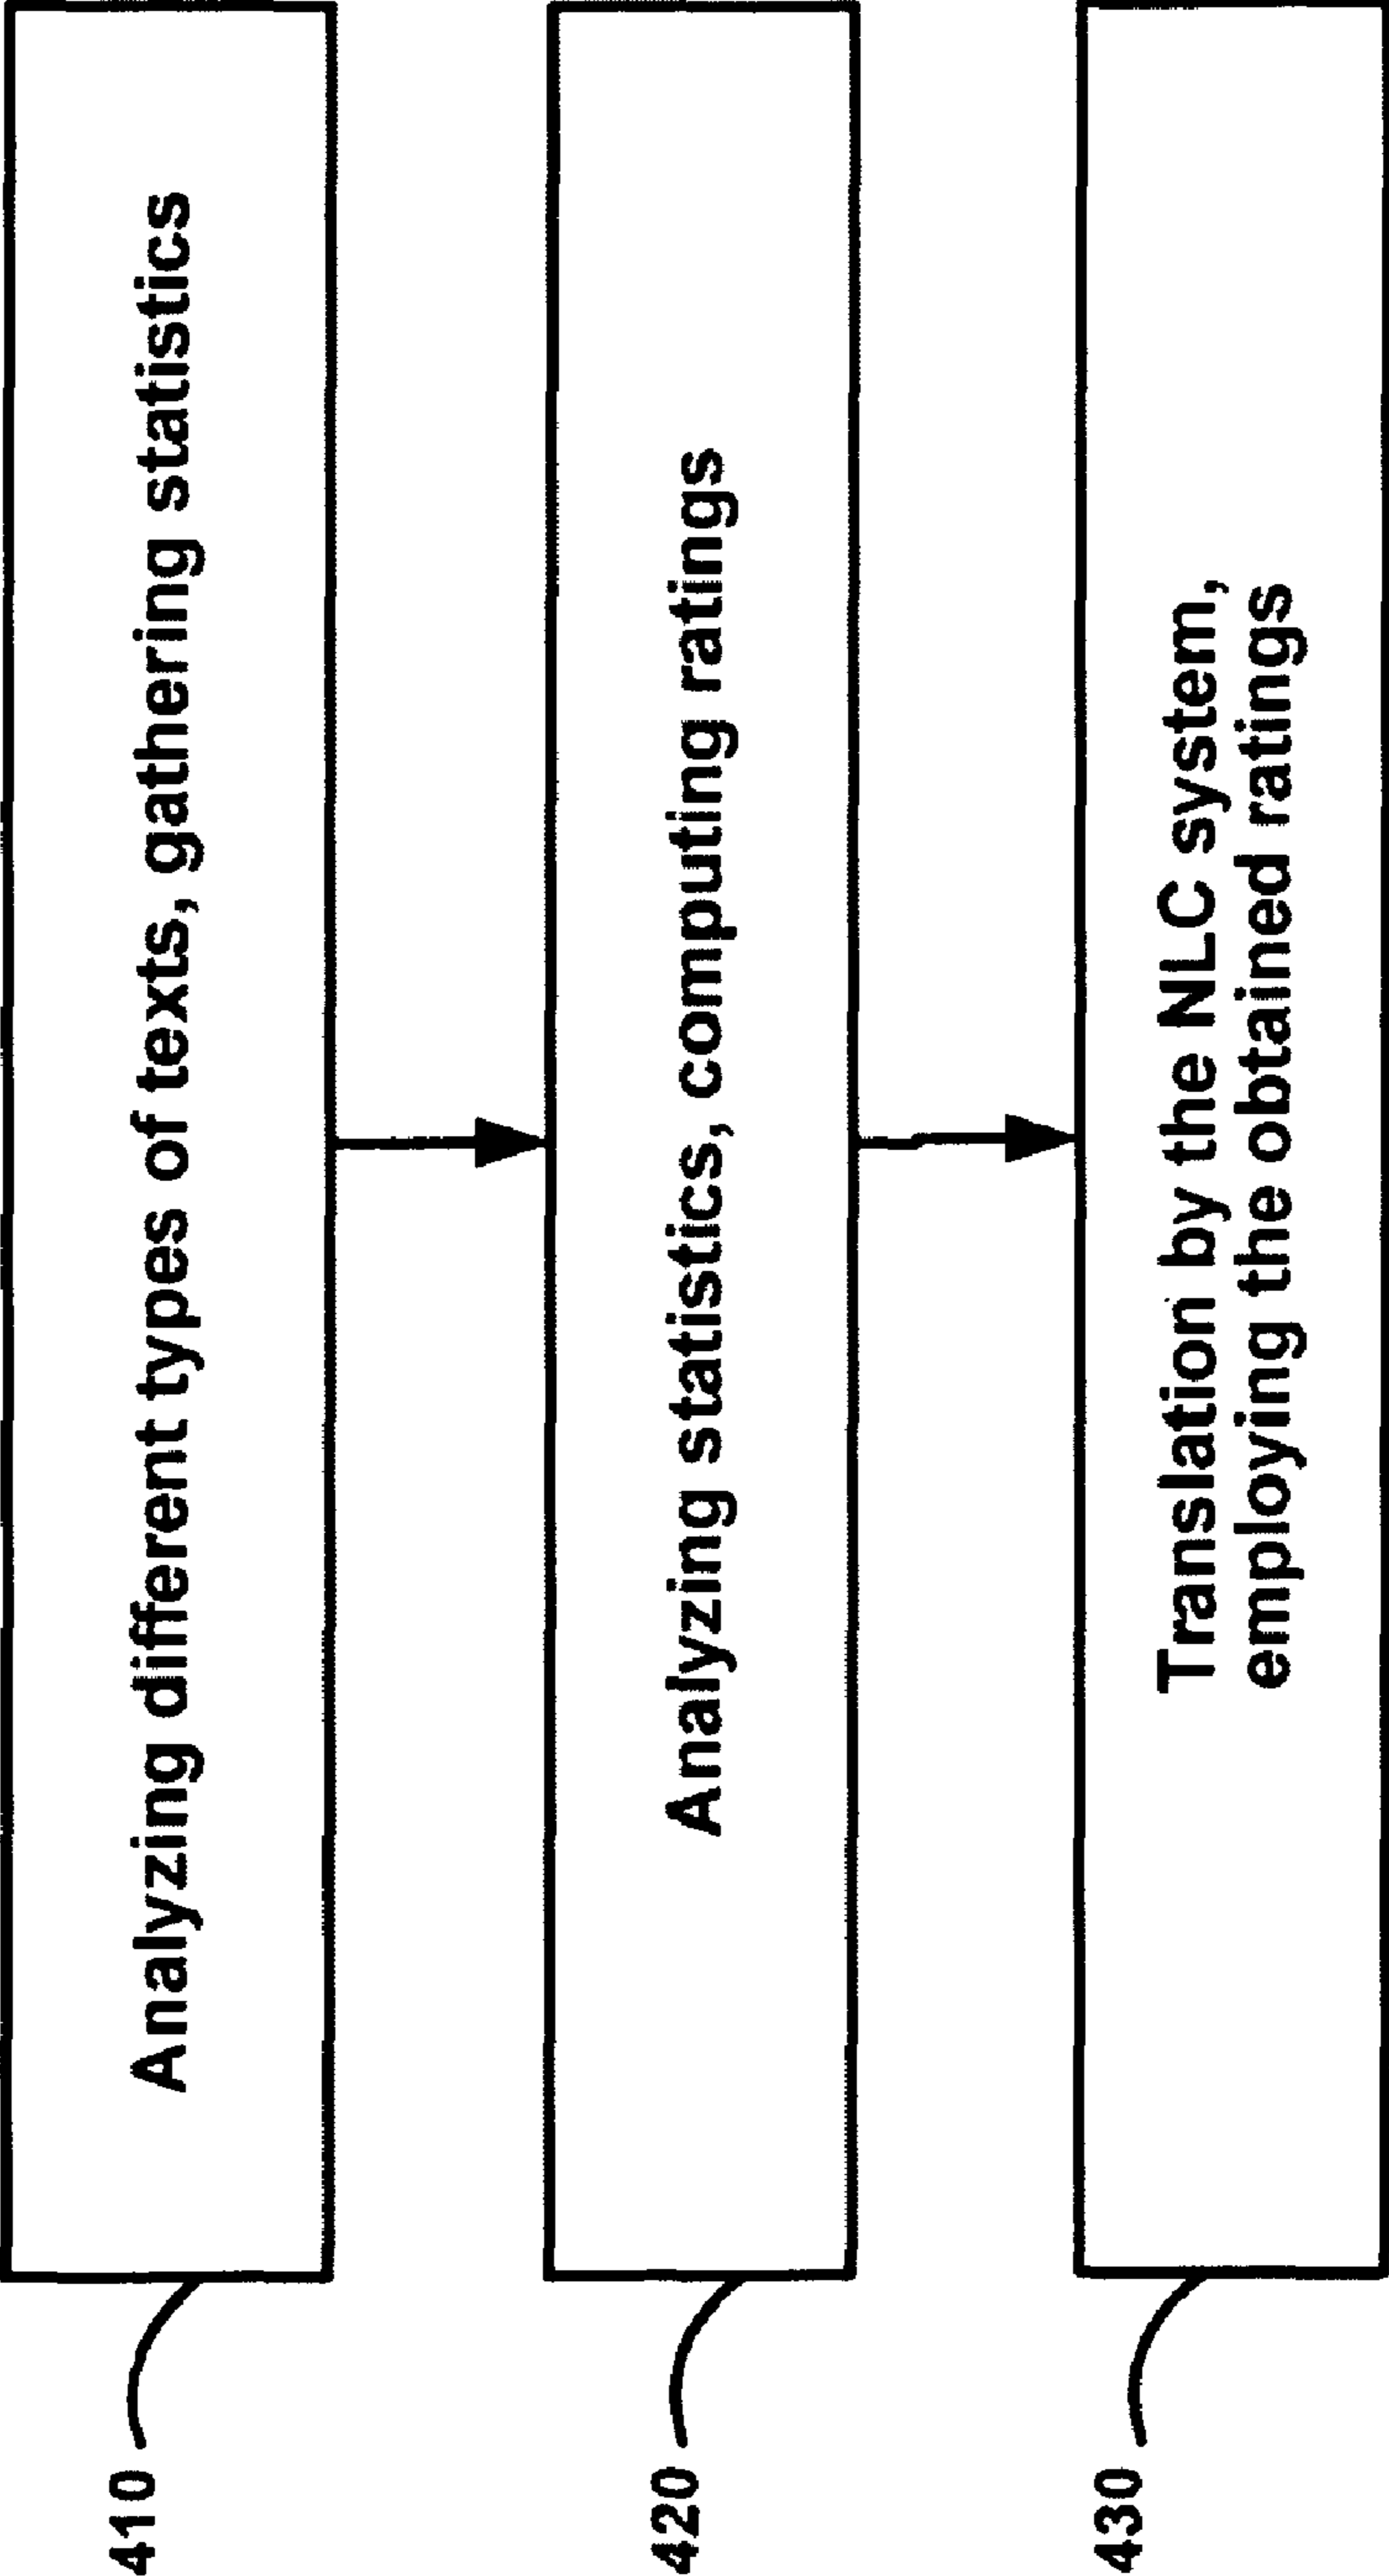 410
Analyzing different types of texts, gathering statistics
420
Analyzing statistics, computing ratings
430
Translation by the NLC system,
employing the obtained ratings